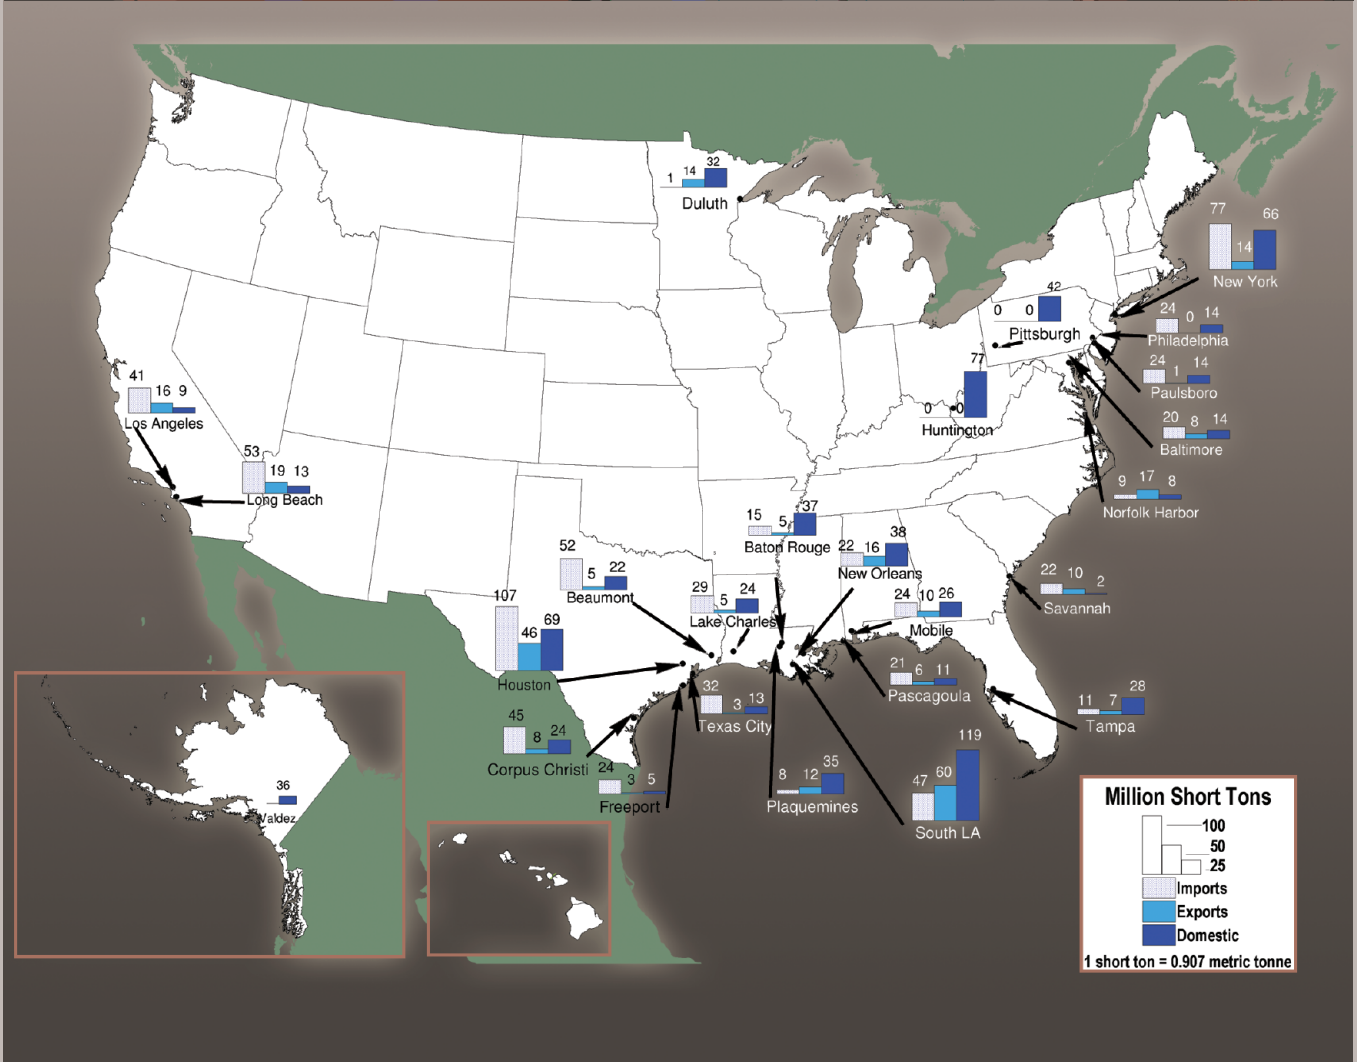 1 14 32
Duluth
77 14 66
New York
0 0 42
Pittsburgh
24 0 14
Philadelphia
24 1 14
Paulsboro
77
0 0
Huntington
20 8 14
Baltimore
41 16 9
Los Angeles
53 19 13
Long Beach
9 17 8
Norfolk Harbor
15 5 37
Baton Rouge
22 16 38
New Orleans
52 5 22
Beaumont
29 5 24
Lake Charles
24 10 26
Mobile
22 10 2
Savannah
107 46 69
Houston
21 6 11
Pascagoula
32 3 13
Texas City
11 7 28
Tampa
45 8 24
Corpus Christi
24 3 5
Freeport
8 12 35
Plaquemines
47 60 119
South LA
36
Valdez
Million Short Tons
100
50
25
Imports
Exports
Domestic
1 short ton = 0.907 metric tonne